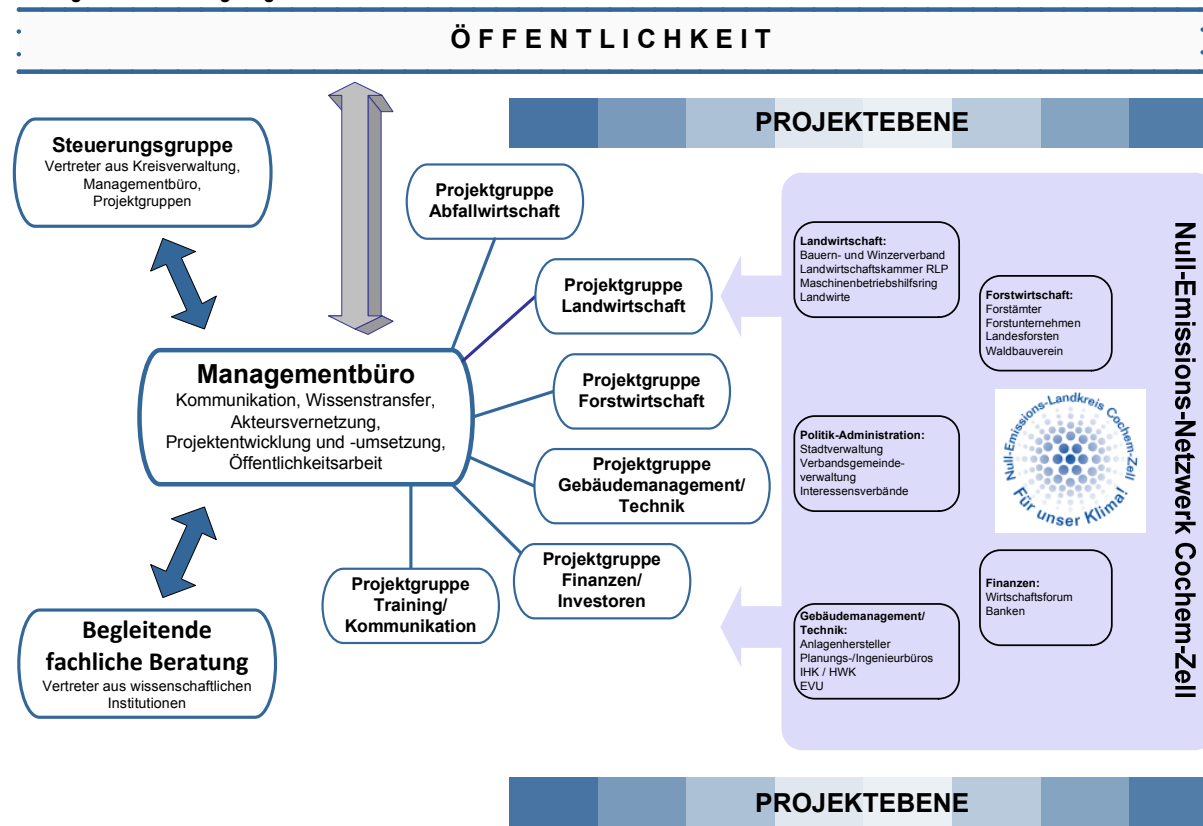 ÖFFENTLICHKEIT
PROJEKTEBENE
Steuerungsgruppe
Vertreter aus Kreisverwaltung,
Managementbüro,
Projektgruppen
Projektgruppe
Abfallwirtschaft
Projektgruppe
Landwirtschaft
Managementbüro
Kommunikation, Wissenstransfer,
Akteursvernetzung,
Projektentwicklung und -umsetzung,
Öffentlichkeitsarbeit
Projektgruppe
Forstwirtschaft
Projektgruppe
Gebäudemanagement/
Technik
Projektgruppe
Finanzen/
Investoren
Projektgruppe
Training/
Kommunikation
Begleitende
fachliche Beratung
Vertreter aus wissenschaftlichen
Institutionen
Landwirtschaft:
Bauern- und Winzerverband
Landwirtschaftskammer RLP
Maschinenbetriebshilfsring
Landwirte
Forstwirtschaft:
Forstämter
Forstunternehmen
Landesforsten
Waldbauverein
Politik-Administration:
Stadtverwaltung
Verbandsgemeinde-
verwaltung
Interessensverbände
Null-Emissions-Landkreis Cochem-Zell
Für unser Klima!
Finanzen:
Wirtschaftsforum
Banken
Gebäudemanagement/
Technik:
Anlagenhersteller
Planungs-/Ingenieurbüros
IHK / HWK
EVU
Null-Emissions-Netzwerk Cochem-Zell
PROJEKTEBENE